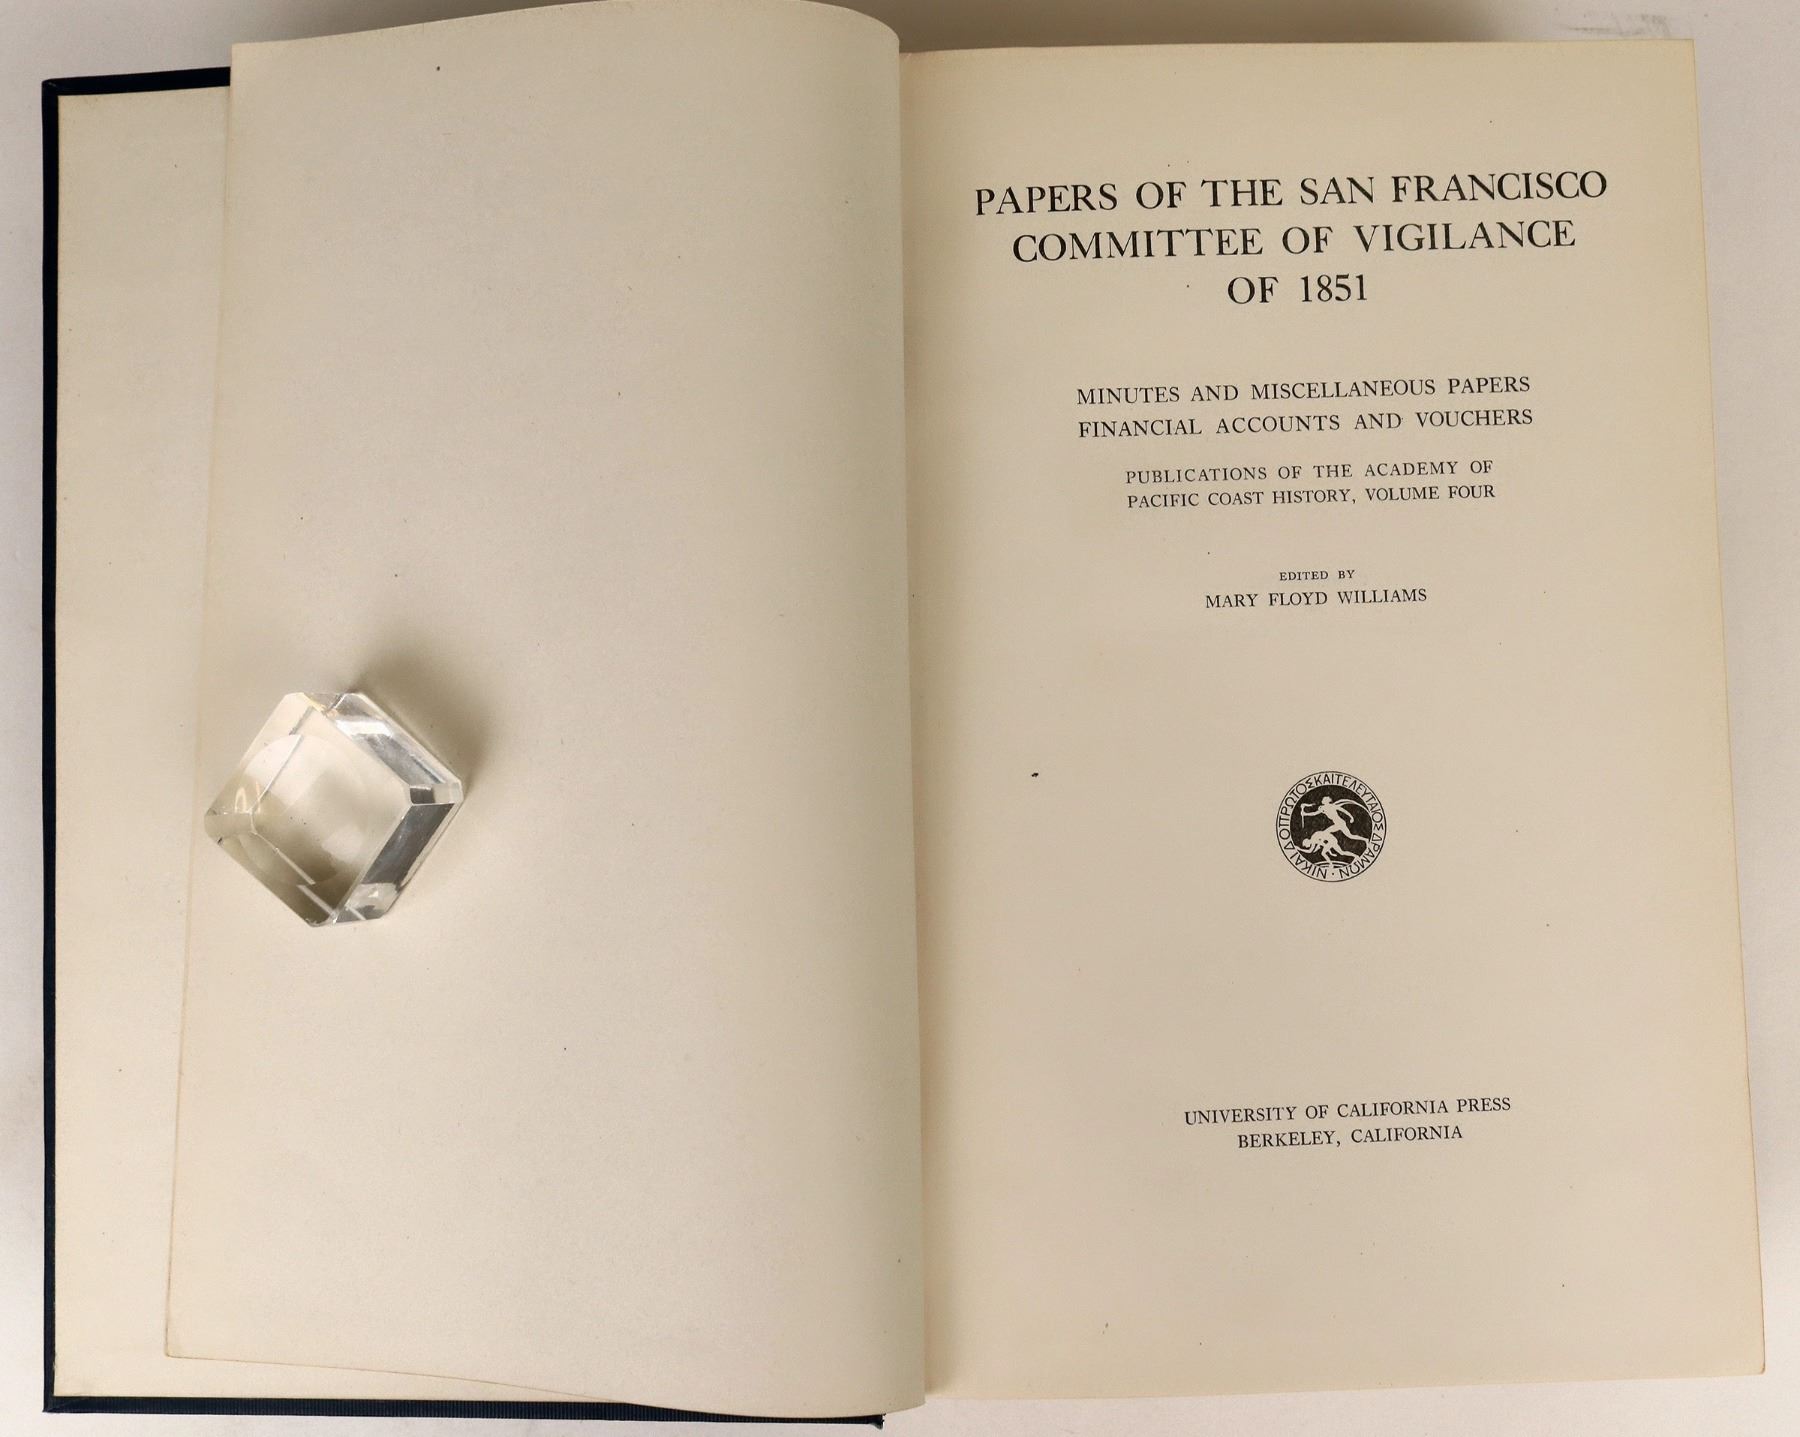 PAPERS OF THE SAN FRANCISCO
COMMITTEE OF VIGILANCE
OF 1851
MINUTES AND MISCELLANEOUS PAPERS
FINANCIAL ACCOUNTS AND VOUCHERS
PUBLICATIONS OF THE ACADEMY OF
PACIFIC COAST HISTORY, VOLUME FOUR
EDITED BY
MARY FLOYD WILLIAMS
ΝΙΚΑΙ ΔΟΠΡΩΤΟΣΚΑΙΤΕΛΕΥΤΑΙΟΣΔΡΑΜΩΝ·
UNIVERSITY OF CALIFORNIA PRESS
BERKELEY, CALIFORNIA